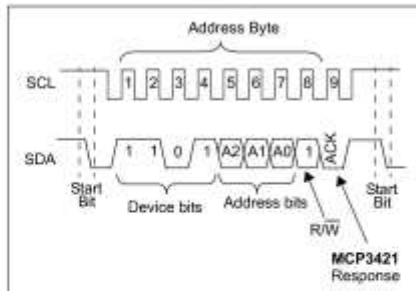 Address Byte
SCL 1 2 3 4 5 6 7 8 9
SDA 1 1 0 1 A2 A1 A0 1 ACK
Start Bit
Device bits
Address bits
Start Bit
R/W
MCP3421
Response